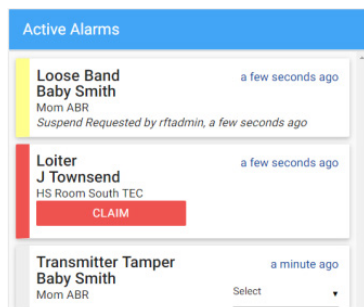 Active Alarms
Loose Band
a few seconds ago
Baby Smith
Mom ABR
Suspend Requested by rftadmin, a few seconds ago
Loiter
a few seconds ago
J Townsend
HS Room South TEC
CLAIM
Transmitter Tamper
a minute ago
Baby Smith
Mom ABR
Select